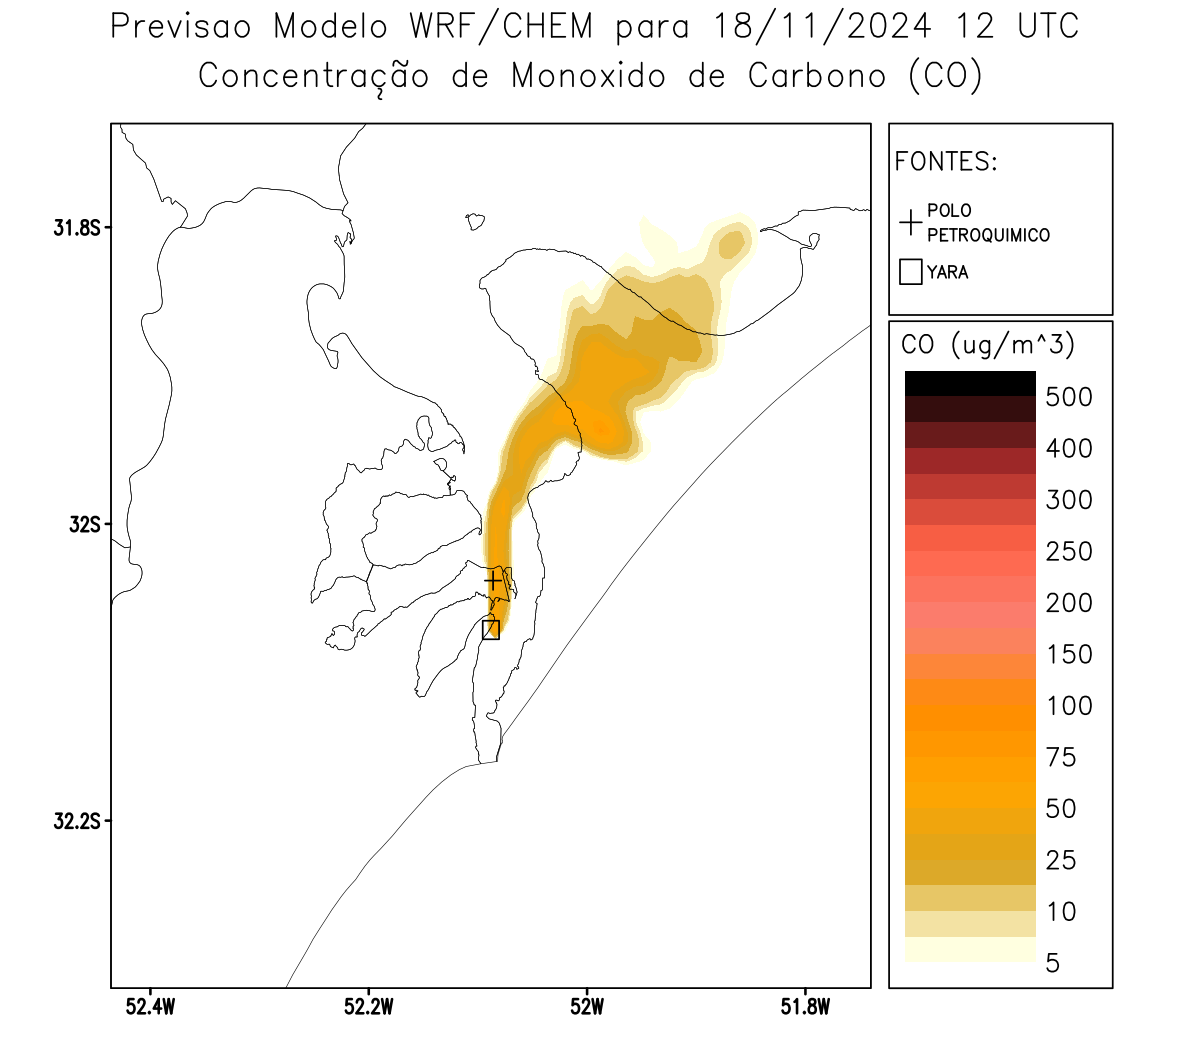 Previsao Modelo WRF/CHEM para 18/11/2024 12 UTC
Concentração de Monoxido de Carbono (CO)
FONTES:
POLO
PETROQUIMICO
YARA
CO (ug/m^3)
500
400
300
250
200
150
100
75
50
25
10
5
31.8S
32S
32.2S
52.4W
52.2W
52W
51.8W